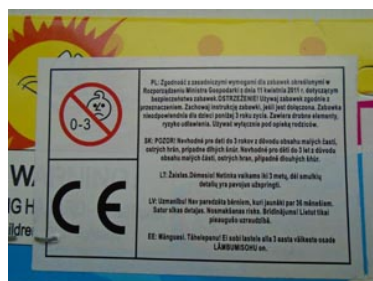 0-3
CE
PL: Zgodność z zasadniczymi wymogami dla zabawek określonymi w
Rozporządzeniu Ministra Gospodarki z dnia 11 kwietnia 2011 r. dotyczącym
bezpieczeństwa zabawek.OSTRZEŻENIE! Używaj zabawek zgodnie z
przeznaczeniem. Zachowaj instrukcję zabawek, jeśli jest dołączona. Zabawka
nieodpowiednia dla dzieci poniżej 3 roku życia. Zawiera drobne elementy,
ryzyko udławienia. Używać wyłącznie pod opieką rodziców.
SK: POZOR! Nevhodné pre deti do 3 rokov z dôvodu obsahu malých častí,
ostrých hrán, prípadne dlhých šnúr. Nevhodné pro děti do 3 let z důvodu
obsahu malých částí, ostrých hran, případně dlouhých šňůr.
LT: Žaislas.Dėmesio! Netinka vaikams iki 3 metų, dėl smulkių
detalių yra pavojus užspringti.
LV: Uzmanību! Nav paredzēta bērniem, kuri jaunāki par 36 mēnešiem.
Satur sīkas detaļas. Nosmakšanas risks. Brīdinājums! Lietot tikai
pieaugušo uzraudzībā.
EE: Mänguasi. Tähelepanu! Ei sobi lastele alla 3 aasta väikeste osade
LÄMBUMISOHU on.
W
NG H
ildre